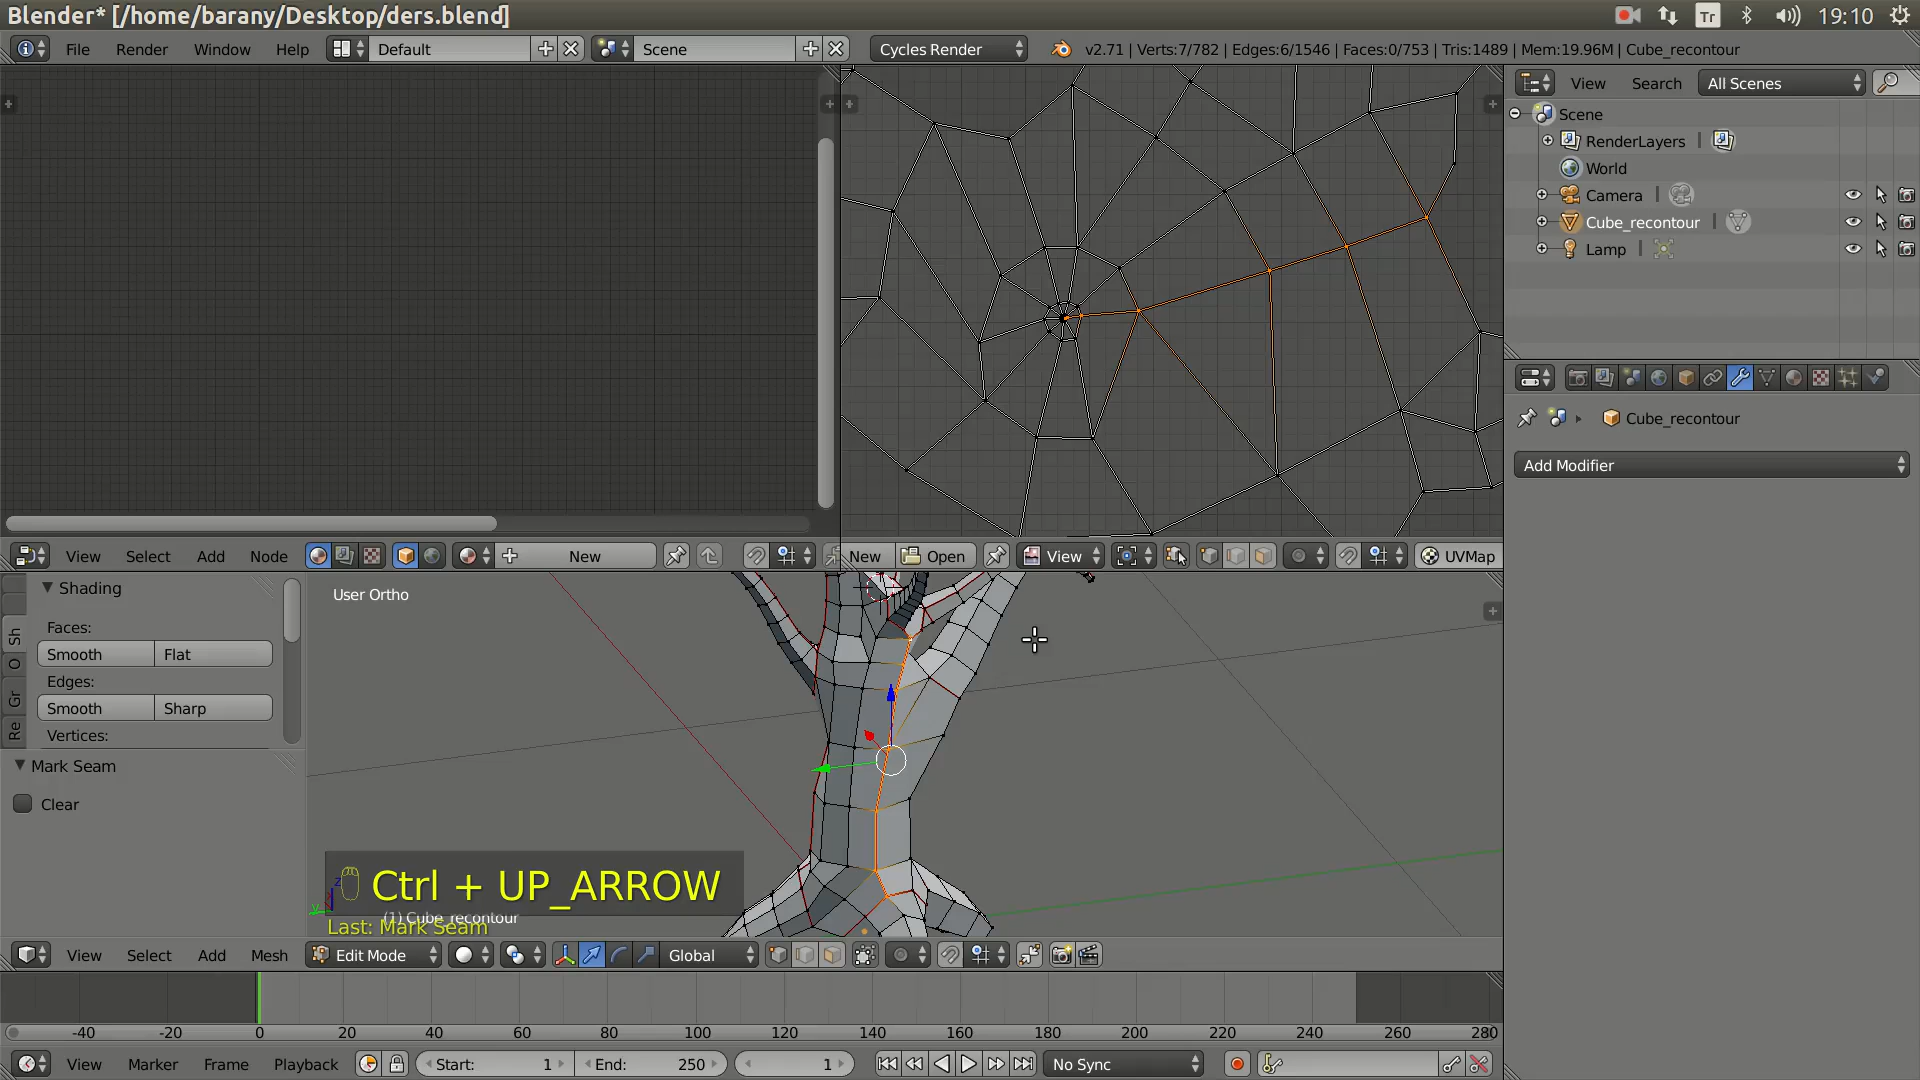 Blender* [/home/barany/Desktop/ders.blend]
Tr
19:10
File Render Window Help Default Scene Cycles Render v2.71 | Verts:7/782 | Edges:6/1546 | Faces:0/753 | Tris:1489 | Mem:19.96M | Cube_recontour
View Search All Scenes
Scene
RenderLayers
World
Camera
Cube_recontour
Lamp
Cube_recontour
Add Modifier
View Select Add Node New
New Open View UVMap
Shading
Faces:
Smooth Flat
Edges:
Smooth Sharp
Vertices:
Sh
O
Gr
Re
Mark Seam
Clear
User Ortho
Ctrl + UP_ARROW
(1) Cube_recontour
Last: Mark Seam
z
y
View Select Add Mesh Edit Mode Global
-40 -20 0 20 40 60 80 100 120 140 160 180 200 220 240 260 280
View Marker Frame Playback Start: 1 End: 250 1 No Sync